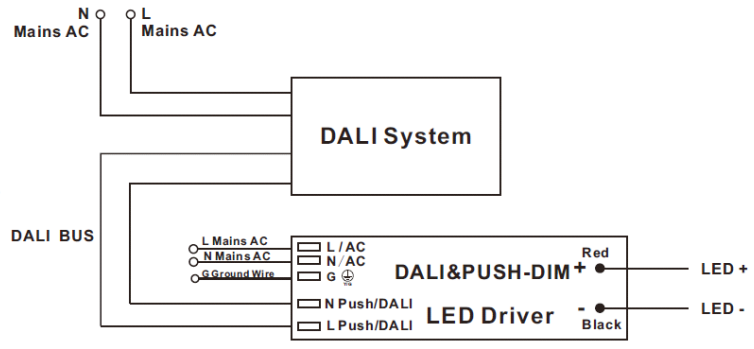 N
Mains AC
L
Mains AC
DALI System
DALI BUS
L Mains AC
N Mains AC
G Ground Wire
L / AC
N/AC
G
N Push/DALI
L Push/DALI
DALI&PUSH-DIM
LED Driver
Red
+
-
Black
LED +
LED -